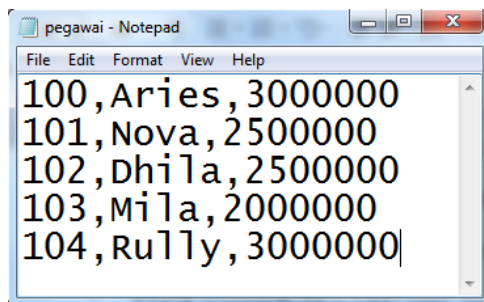 pegawai - Notepad
File Edit Format View Help
100,Aries,3000000
101,Nova,2500000
102,Dhila,2500000
103,Mila,2000000
104,Rully,3000000